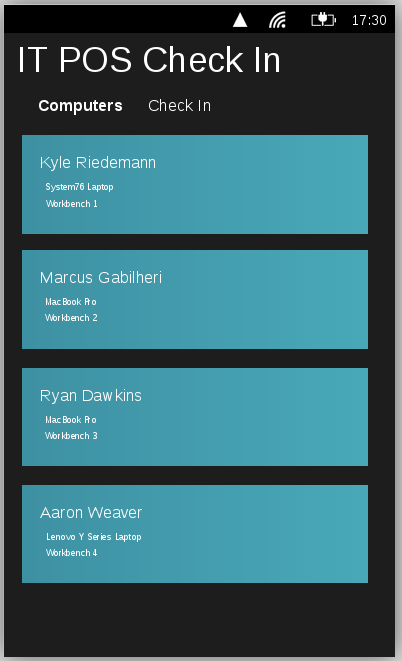 17:30
IT POS Check In
Computers Check In
Kyle Riedemann
System76 Laptop
Workbench 1
Marcus Gabilheri
MacBook Pro
Workbench 2
Ryan Dawkins
MacBook Pro
Workbench 3
Aaron Weaver
Lenovo Y Series Laptop
Workbench 4